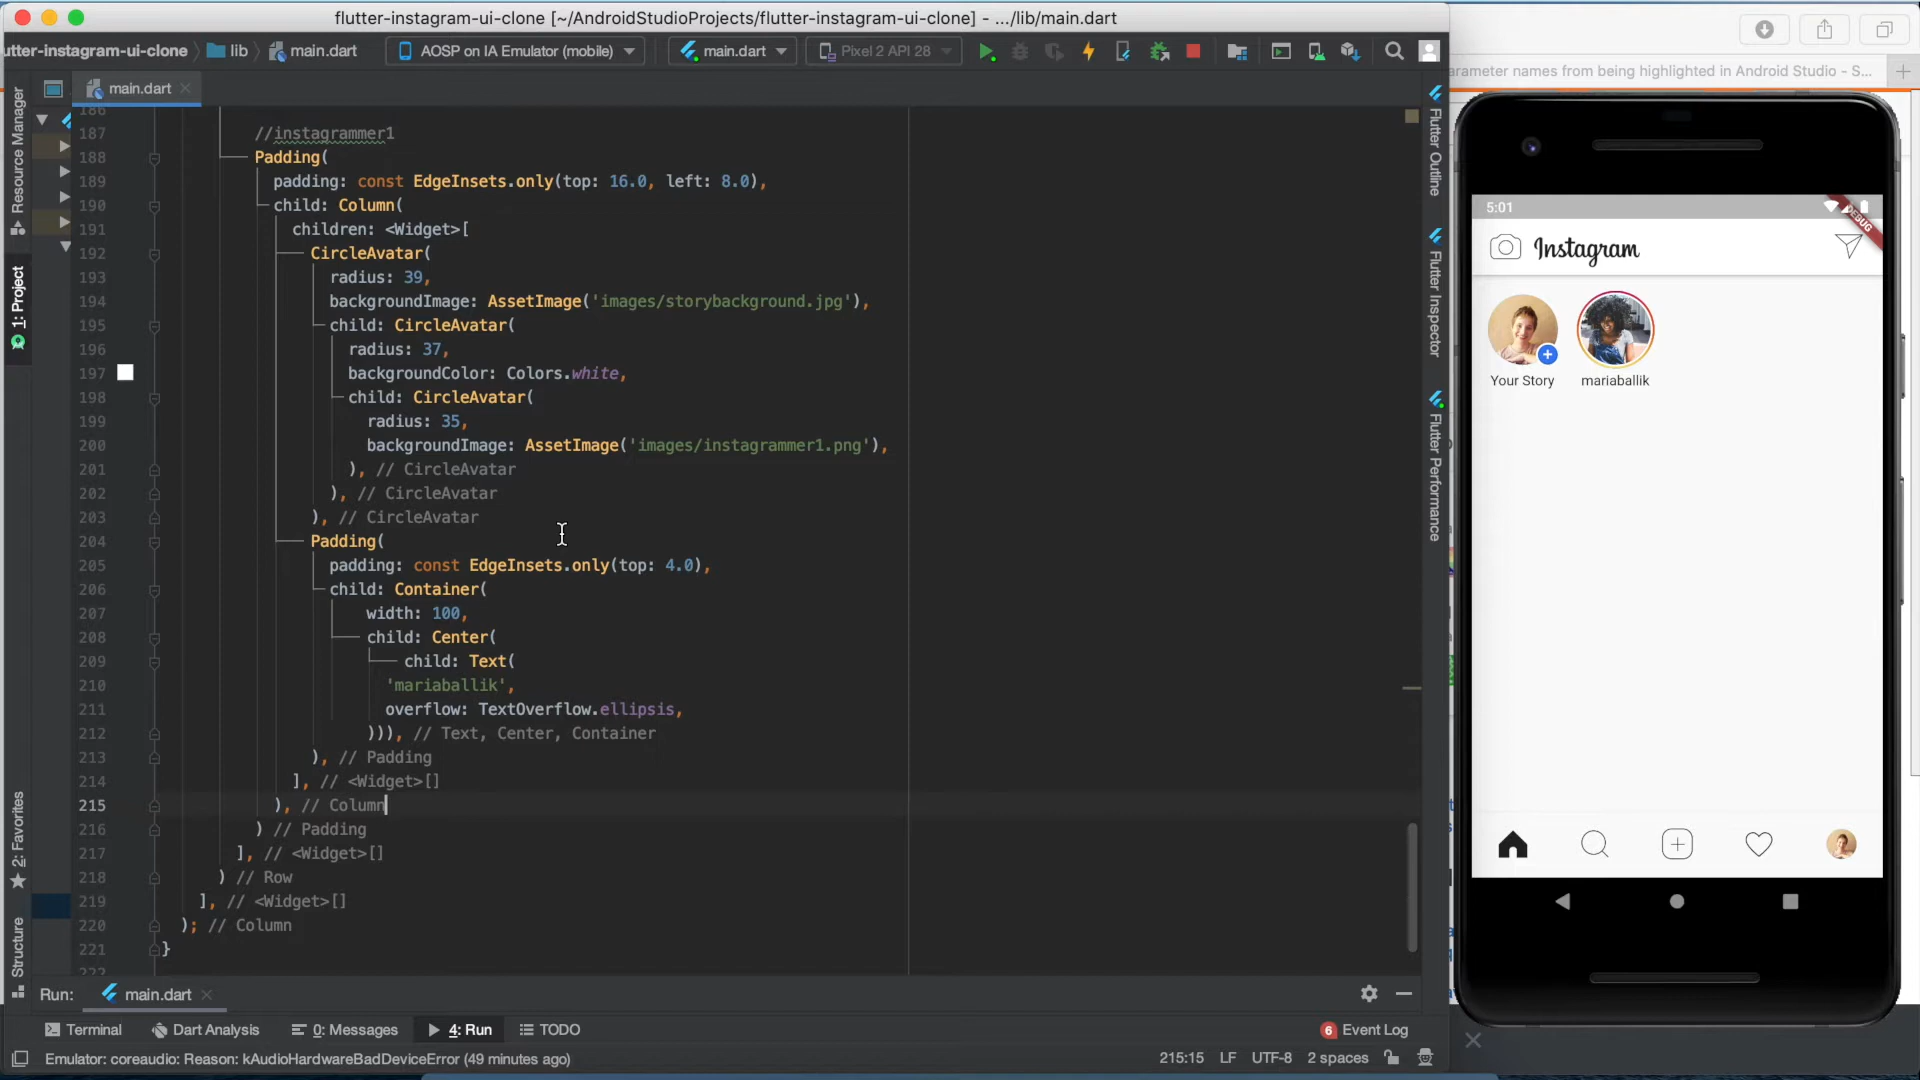 flutter-instagram-ui-clone [~/AndroidStudioProjects/flutter-instagram-ui-clone] - .../lib/main.dart
utter-instagram-ui-clone lib main.dart AOSP on IA Emulator (mobile) main.dart Pixel 2 API 28
arameter names from being highlighted in Android Studio - S...
main.dart
186
187 //instagrammer1
188 Padding(
189 padding: const EdgeInsets.only(top: 16.0, left: 8.0),
190 child: Column(
191 children: <Widget>[
192 CircleAvatar(
193 radius: 39,
194 backgroundImage: AssetImage('images/storybackground.jpg'),
195 child: CircleAvatar(
196 radius: 37,
197 backgroundColor: Colors.white,
198 child: CircleAvatar(
199 radius: 35,
200 backgroundImage: AssetImage('images/instagrammer1.png'),
201 ), // CircleAvatar
202 ), // CircleAvatar
203 ), // CircleAvatar
204 Padding(
205 padding: const EdgeInsets.only(top: 4.0),
206 child: Container(
207 width: 100,
208 child: Center(
209 child: Text(
210 'mariaballik',
211 overflow: TextOverflow.ellipsis,
212 ))), // Text, Center, Container
213 ), // Padding
214 ], // <Widget>[]
215 ), // Column
216 ) // Padding
217 ], // <Widget>[]
218 ) // Row
219 ], // <Widget>[]
220 ); // Column
221 }
222
Resource Manager
1: Project
2: Favorites
Structure
Flutter Outline
Flutter Inspector
Flutter Performance
5:01
DEBUG
Instagram
Your Story mariaballik
Run: main.dart
Terminal Dart Analysis 0: Messages 4: Run TODO 6 Event Log
Emulator: coreaudio: Reason: kAudioHardwareBadDeviceError (49 minutes ago) 215:15 LF UTF-8 2 spaces